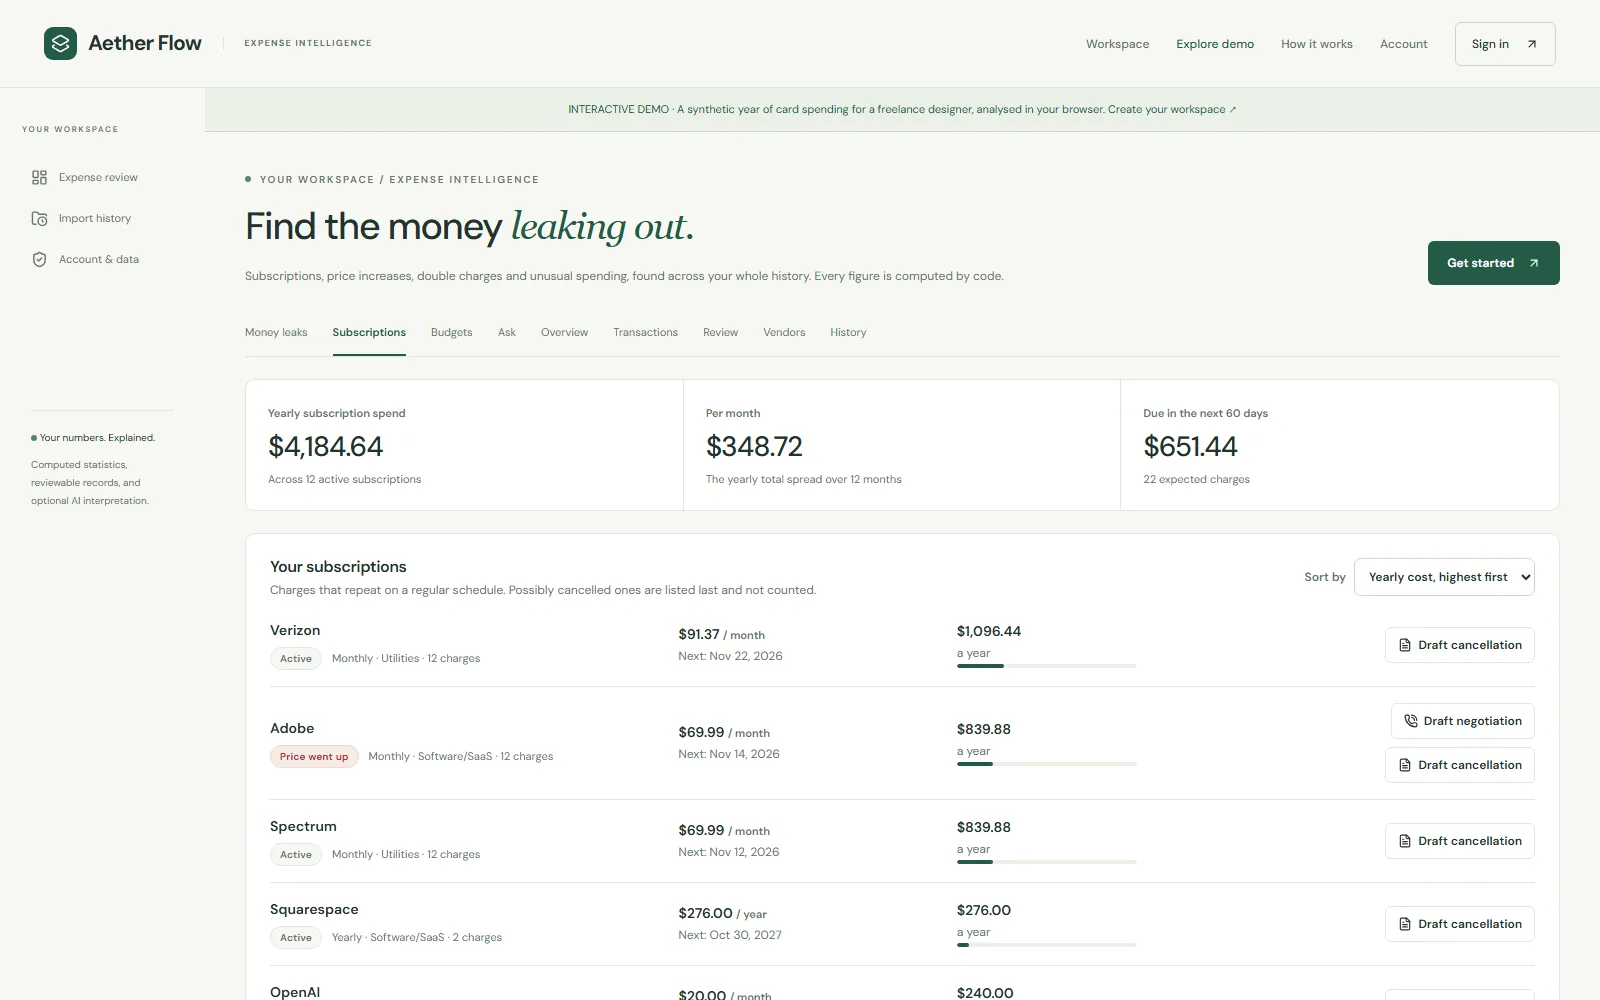 Aether Flow
EXPENSE INTELLIGENCE
Workspace
Explore demo
How it works
Account
Sign in
YOUR WORKSPACE
Expense review
Import history
Account & data
Your numbers. Explained.
Computed statistics,
reviewable records, and
optional AI interpretation.
INTERACTIVE DEMO · A synthetic year of card spending for a freelance designer, analysed in your browser. Create your workspace ↗
YOUR WORKSPACE / EXPENSE INTELLIGENCE
Find the money leaking out.
Subscriptions, price increases, double charges and unusual spending, found across your whole history. Every figure is computed by code.
Get started
Money leaks
Subscriptions
Budgets
Ask
Overview
Transactions
Review
Vendors
History
Yearly subscription spend
$4,184.64
Across 12 active subscriptions
Per month
$348.72
The yearly total spread over 12 months
Due in the next 60 days
$651.44
22 expected charges
Your subscriptions
Charges that repeat on a regular schedule. Possibly cancelled ones are listed last and not counted.
Sort by
Yearly cost, highest first
Verizon
Active
Monthly · Utilities · 12 charges
$91.37 / month
Next: Nov 22, 2026
$1,096.44
a year
Draft cancellation
Adobe
Price went up
Monthly · Software/SaaS · 12 charges
$69.99 / month
Next: Nov 14, 2026
$839.88
a year
Draft negotiation
Draft cancellation
Spectrum
Active
Monthly · Utilities · 12 charges
$69.99 / month
Next: Nov 12, 2026
$839.88
a year
Draft cancellation
Squarespace
Active
Yearly · Software/SaaS · 2 charges
$276.00 / year
Next: Oct 30, 2027
$276.00
a year
Draft cancellation
OpenAI
$20.00 / month
$240.00